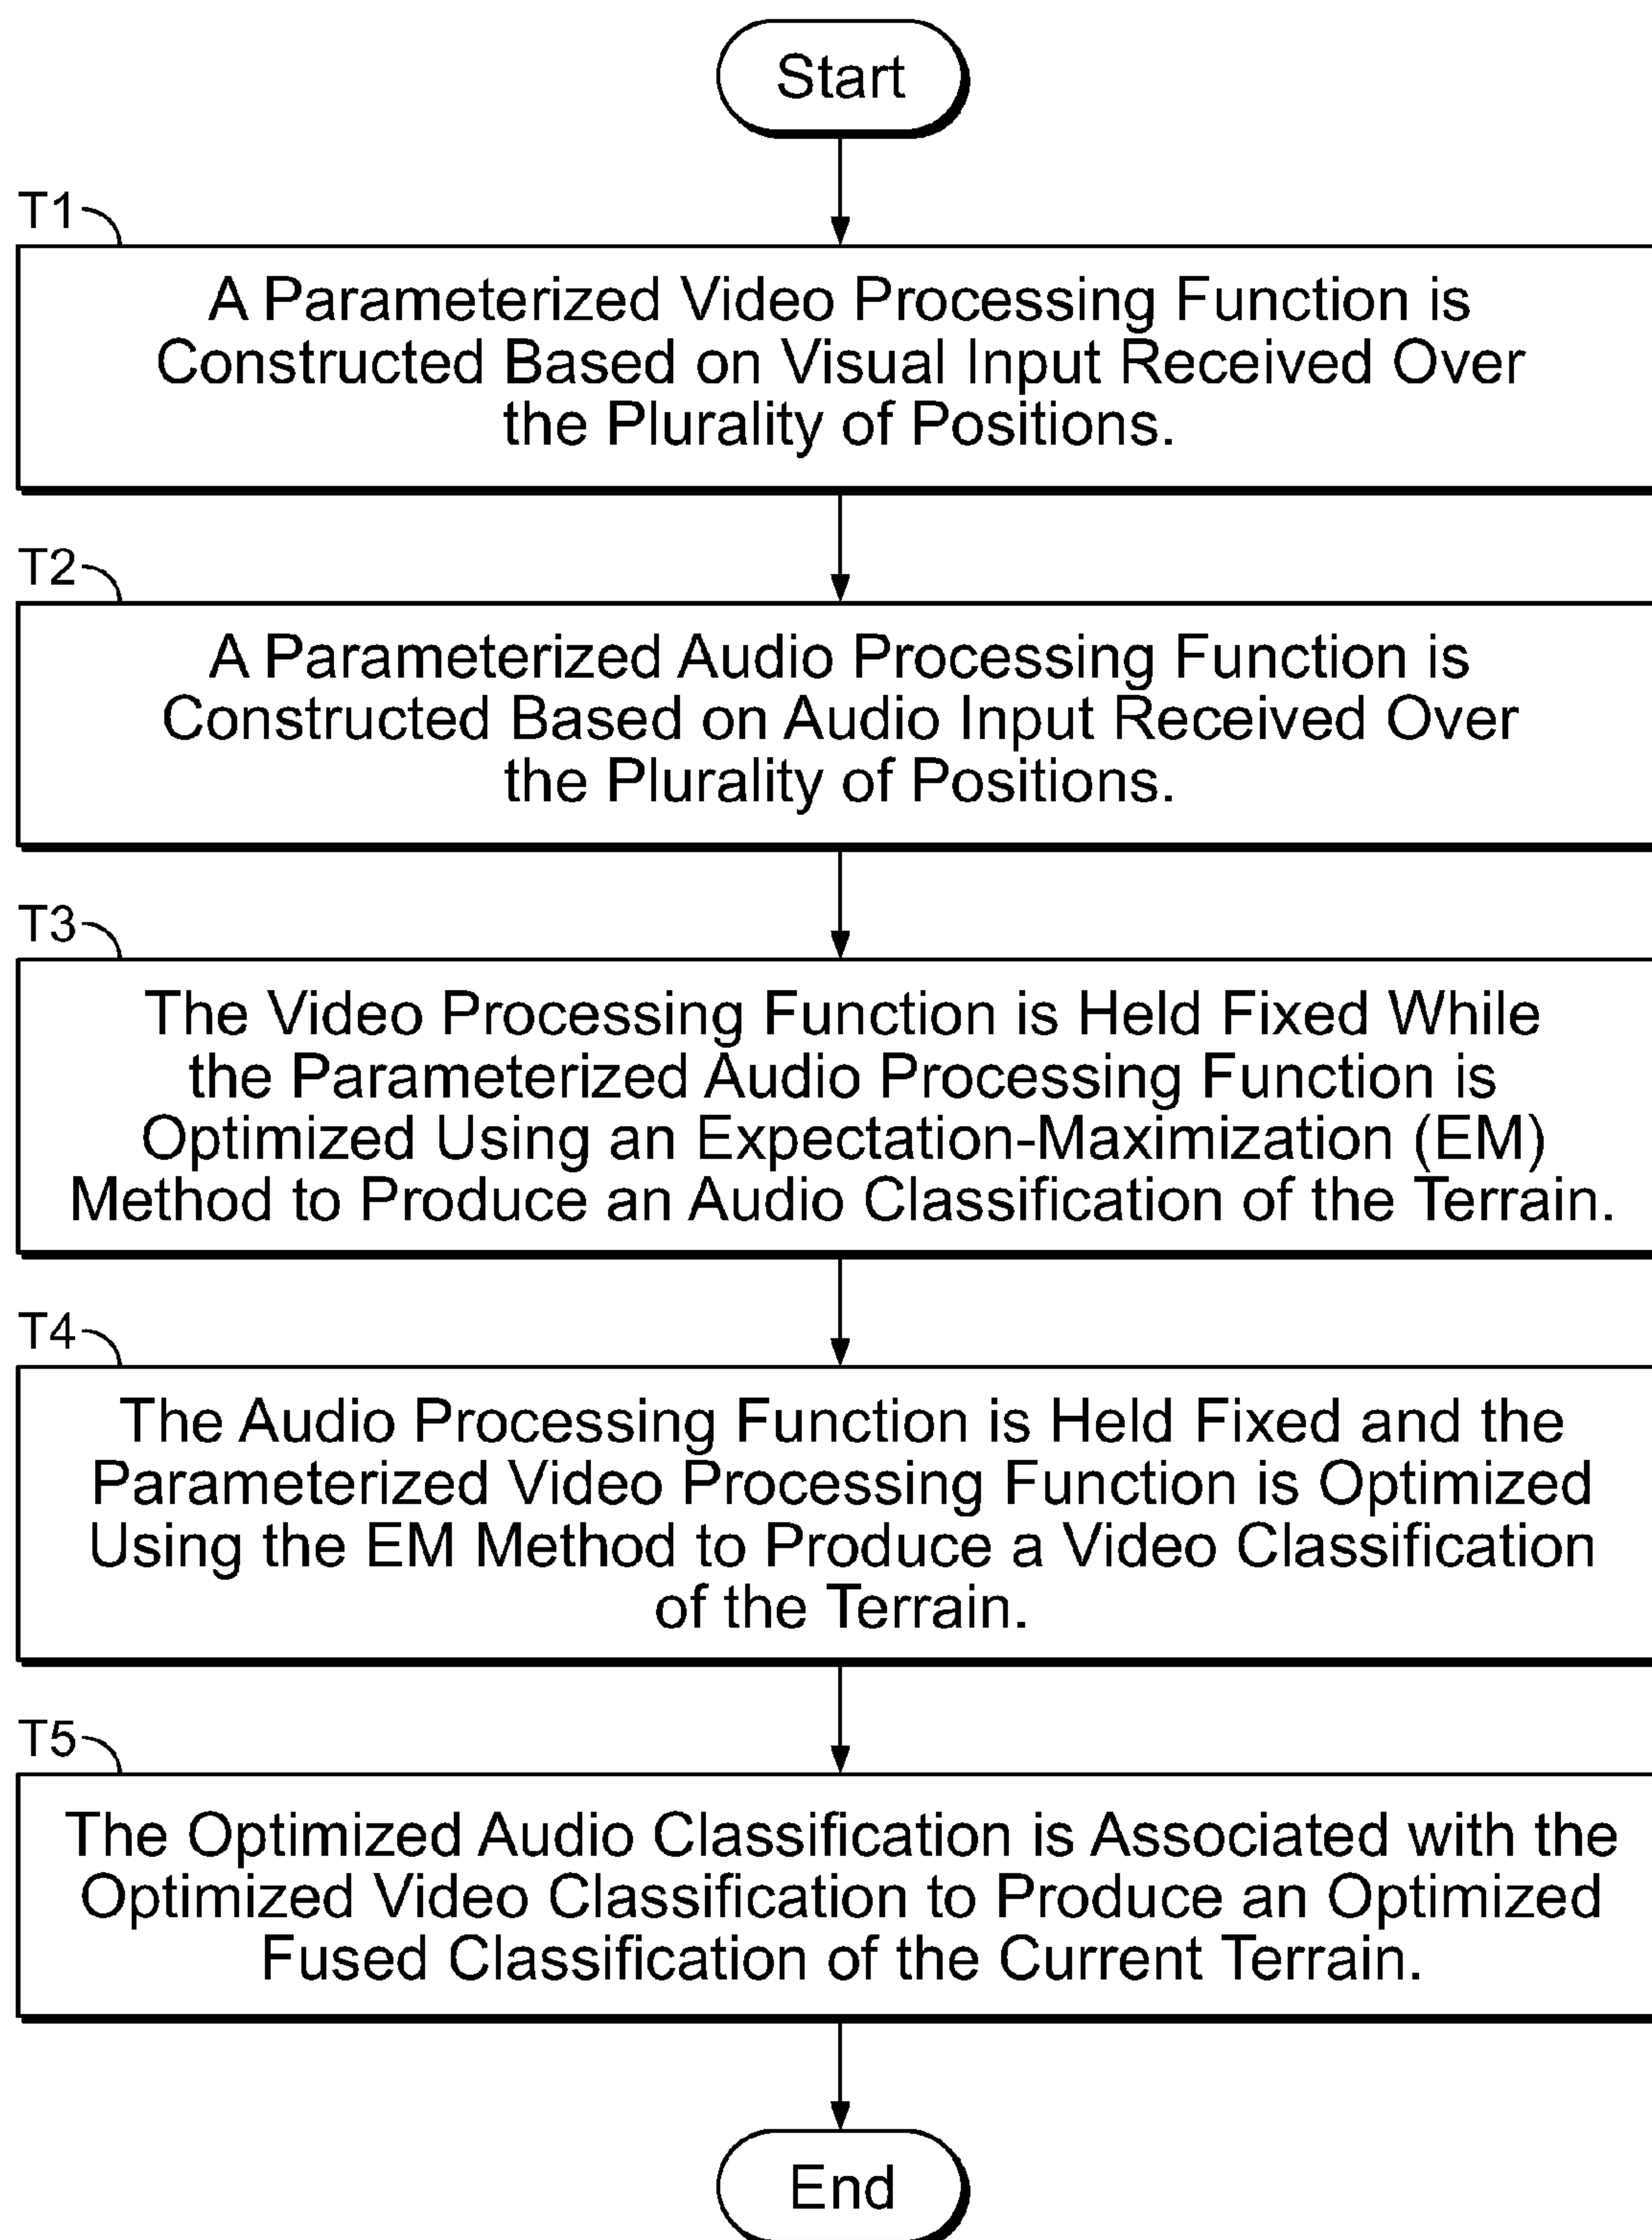 Start
T1
A Parameterized Video Processing Function is
Constructed Based on Visual Input Received Over
the Plurality of Positions.
T2
A Parameterized Audio Processing Function is
Constructed Based on Audio Input Received Over
the Plurality of Positions.
T3
The Video Processing Function is Held Fixed While
the Parameterized Audio Processing Function is
Optimized Using an Expectation-Maximization (EM)
Method to Produce an Audio Classification of the Terrain.
T4
The Audio Processing Function is Held Fixed and the
Parameterized Video Processing Function is Optimized
Using the EM Method to Produce a Video Classification
of the Terrain.
T5
The Optimized Audio Classification is Associated with the
Optimized Video Classification to Produce an Optimized
Fused Classification of the Current Terrain.
End